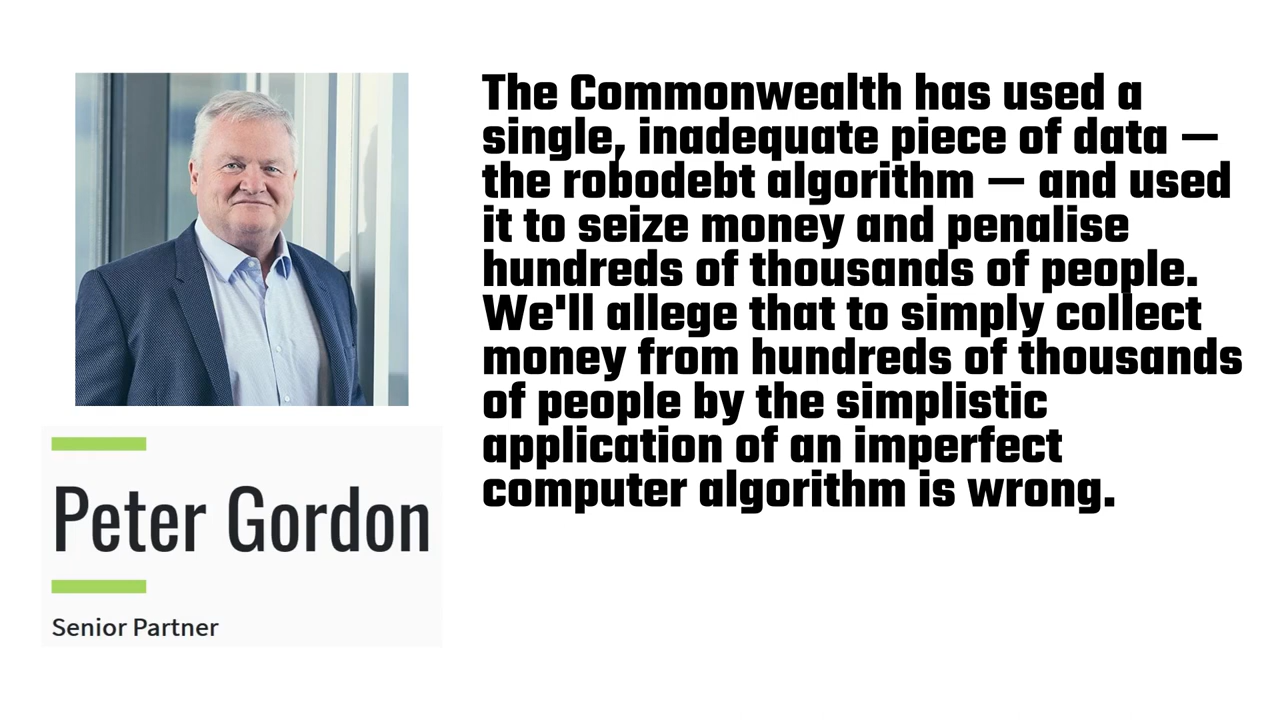 The Commonwealth has used a
single, inadequate piece of data —
the robodebt algorithm — and used
it to seize money and penalise
hundreds of thousands of people.
We'll allege that to simply collect
money from hundreds of thousands
of people by the simplistic
application of an imperfect
computer algorithm is wrong.
Peter Gordon
Senior Partner